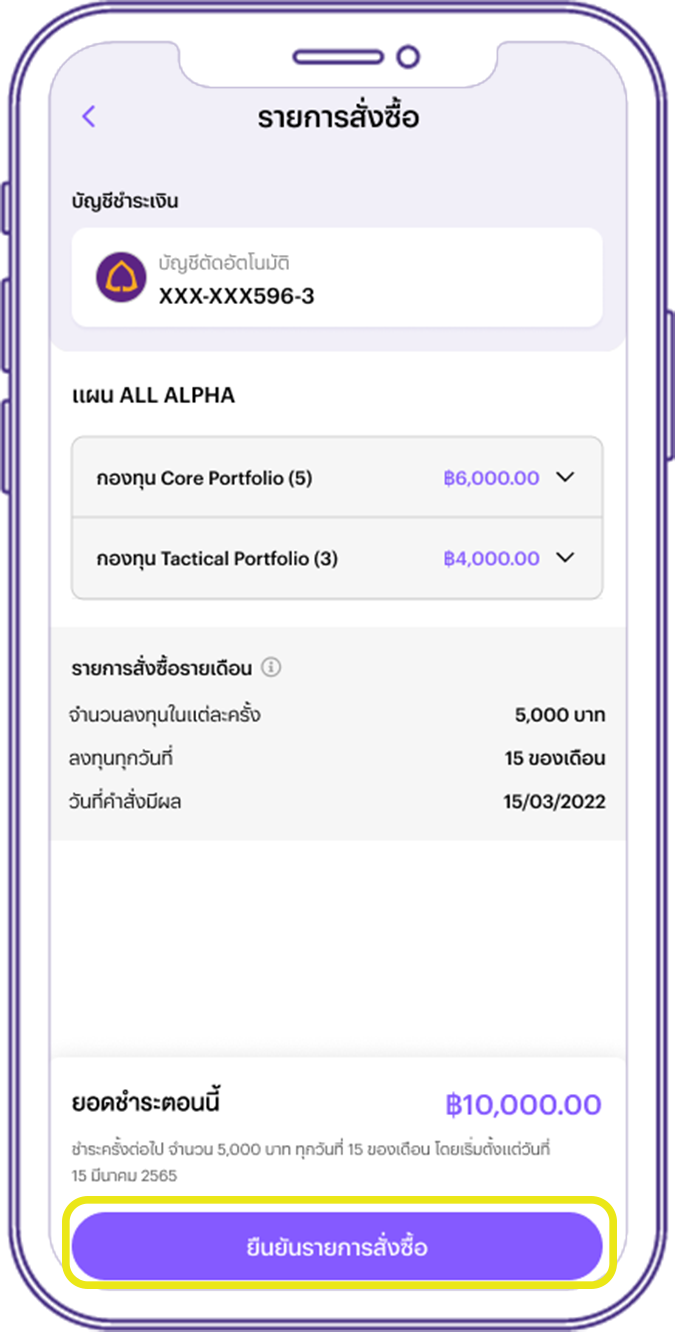 รายการสั่งซื้อ
บัญชีชำระเงิน
บัญชีตัดอัตโนมัติ
XXX-XXX596-3
แผน ALL ALPHA
กองทุน Core Portfolio (5) ฿6,000.00
กองทุน Tactical Portfolio (3) ฿4,000.00
รายการสั่งซื้อรายเดือน
จำนวนลงทุนในแต่ละครั้ง 5,000 บาท
ลงทุนทุกวันที่ 15 ของเดือน
วันที่คำสั่งมีผล 15/03/2022
ยอดชำระตอนนี้ ฿10,000.00
ชำระครั้งต่อไป จำนวน 5,000 บาท ทุกวันที่ 15 ของเดือน โดยเริ่มตั้งแต่วันที่
15 มีนาคม 2565
ยืนยันรายการสั่งซื้อ